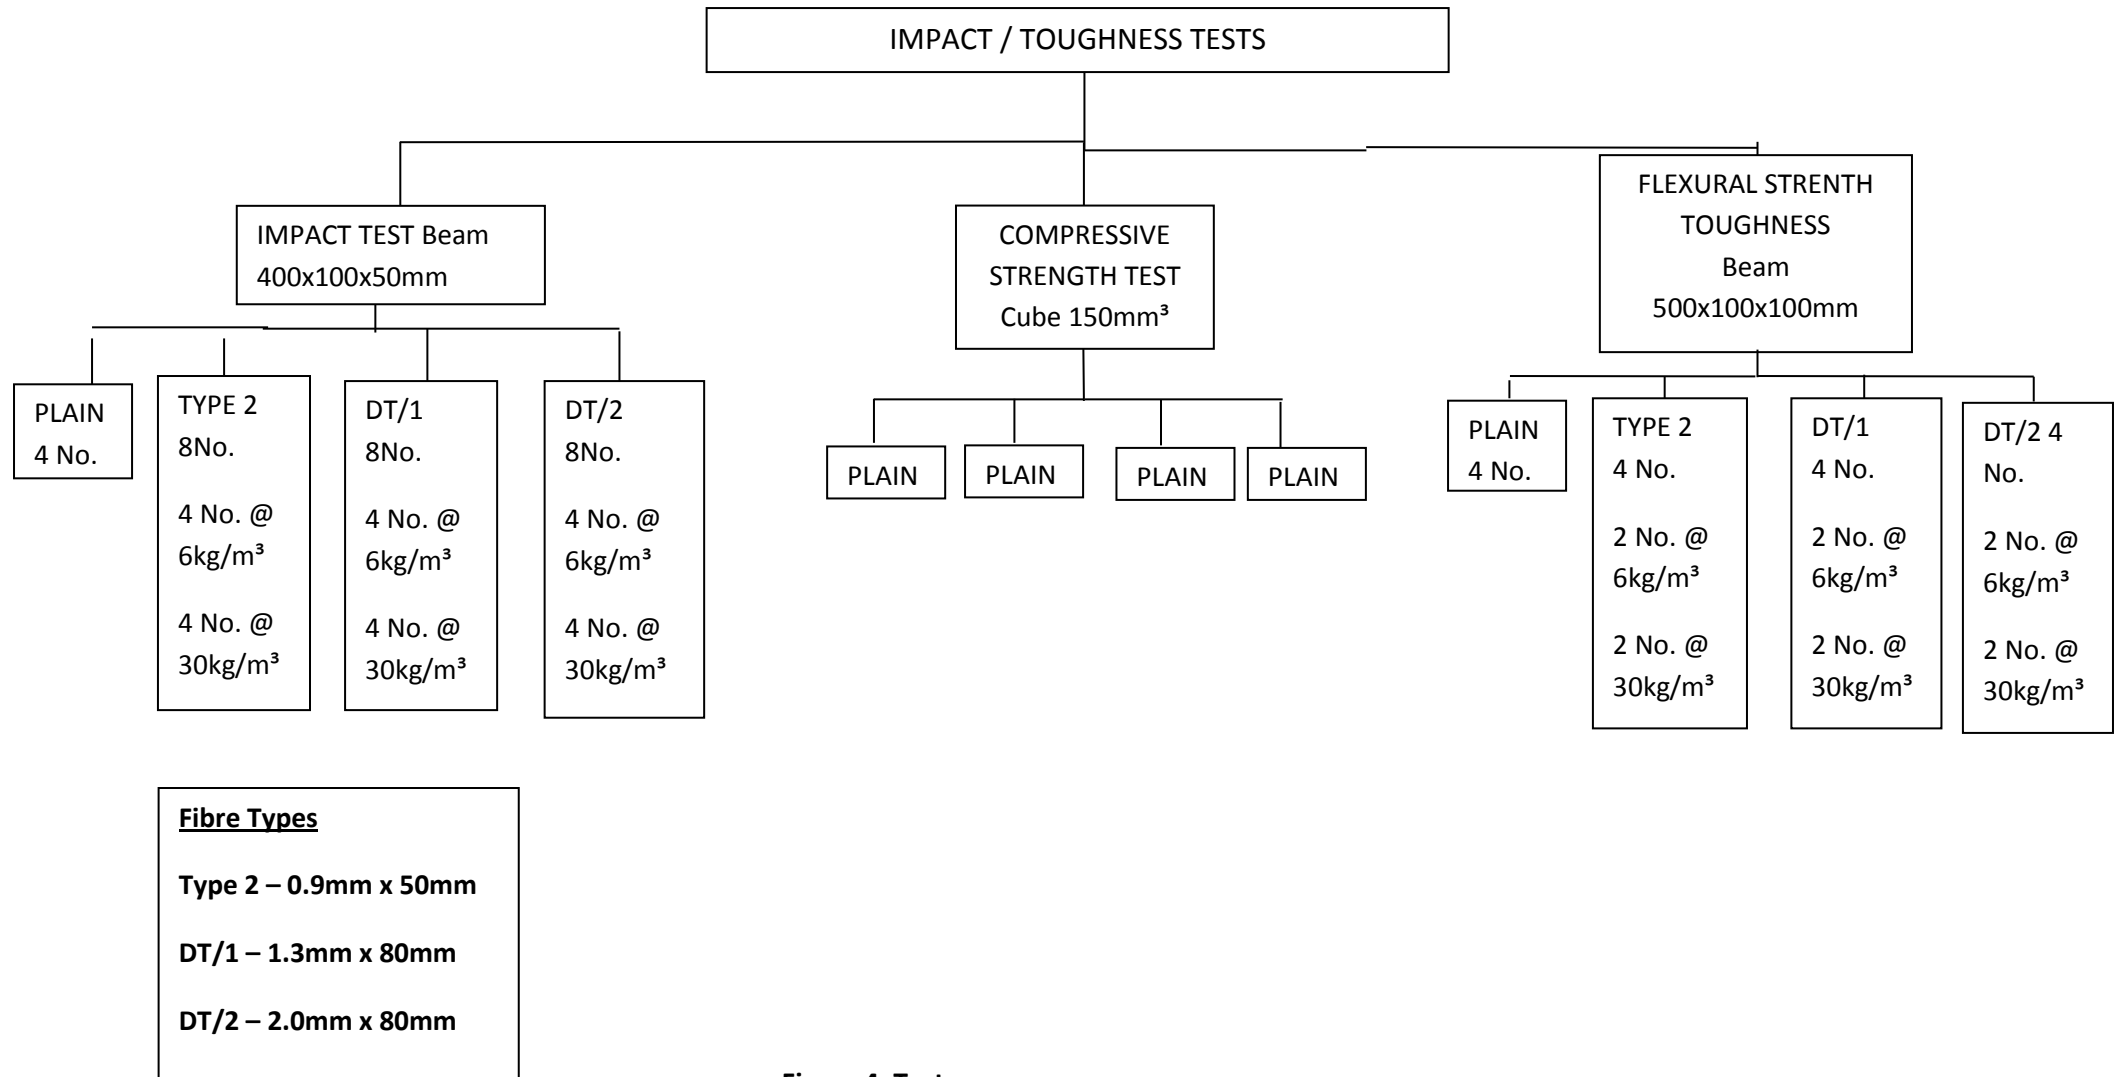 IMPACT / TOUGHNESS TESTS
IMPACT TEST Beam
400x100x50mm
COMPRESSIVE
STRENGTH TEST
Cube 150mm³
FLEXURAL STRENTH
TOUGHNESS
Beam
500x100x100mm
PLAIN
4 No.
TYPE 2
8No.
4 No. @
6kg/m³
4 No. @
30kg/m³
DT/1
8No.
4 No. @
6kg/m³
4 No. @
30kg/m³
DT/2
8No.
4 No. @
6kg/m³
4 No. @
30kg/m³
PLAIN
PLAIN
PLAIN
PLAIN
PLAIN
4 No.
TYPE 2
4 No.
2 No. @
6kg/m³
2 No. @
30kg/m³
DT/1
4 No.
2 No. @
6kg/m³
2 No. @
30kg/m³
DT/2 4
No.
2 No. @
6kg/m³
2 No. @
30kg/m³
Fibre Types
Type 2 – 0.9mm x 50mm
DT/1 – 1.3mm x 80mm
DT/2 – 2.0mm x 80mm